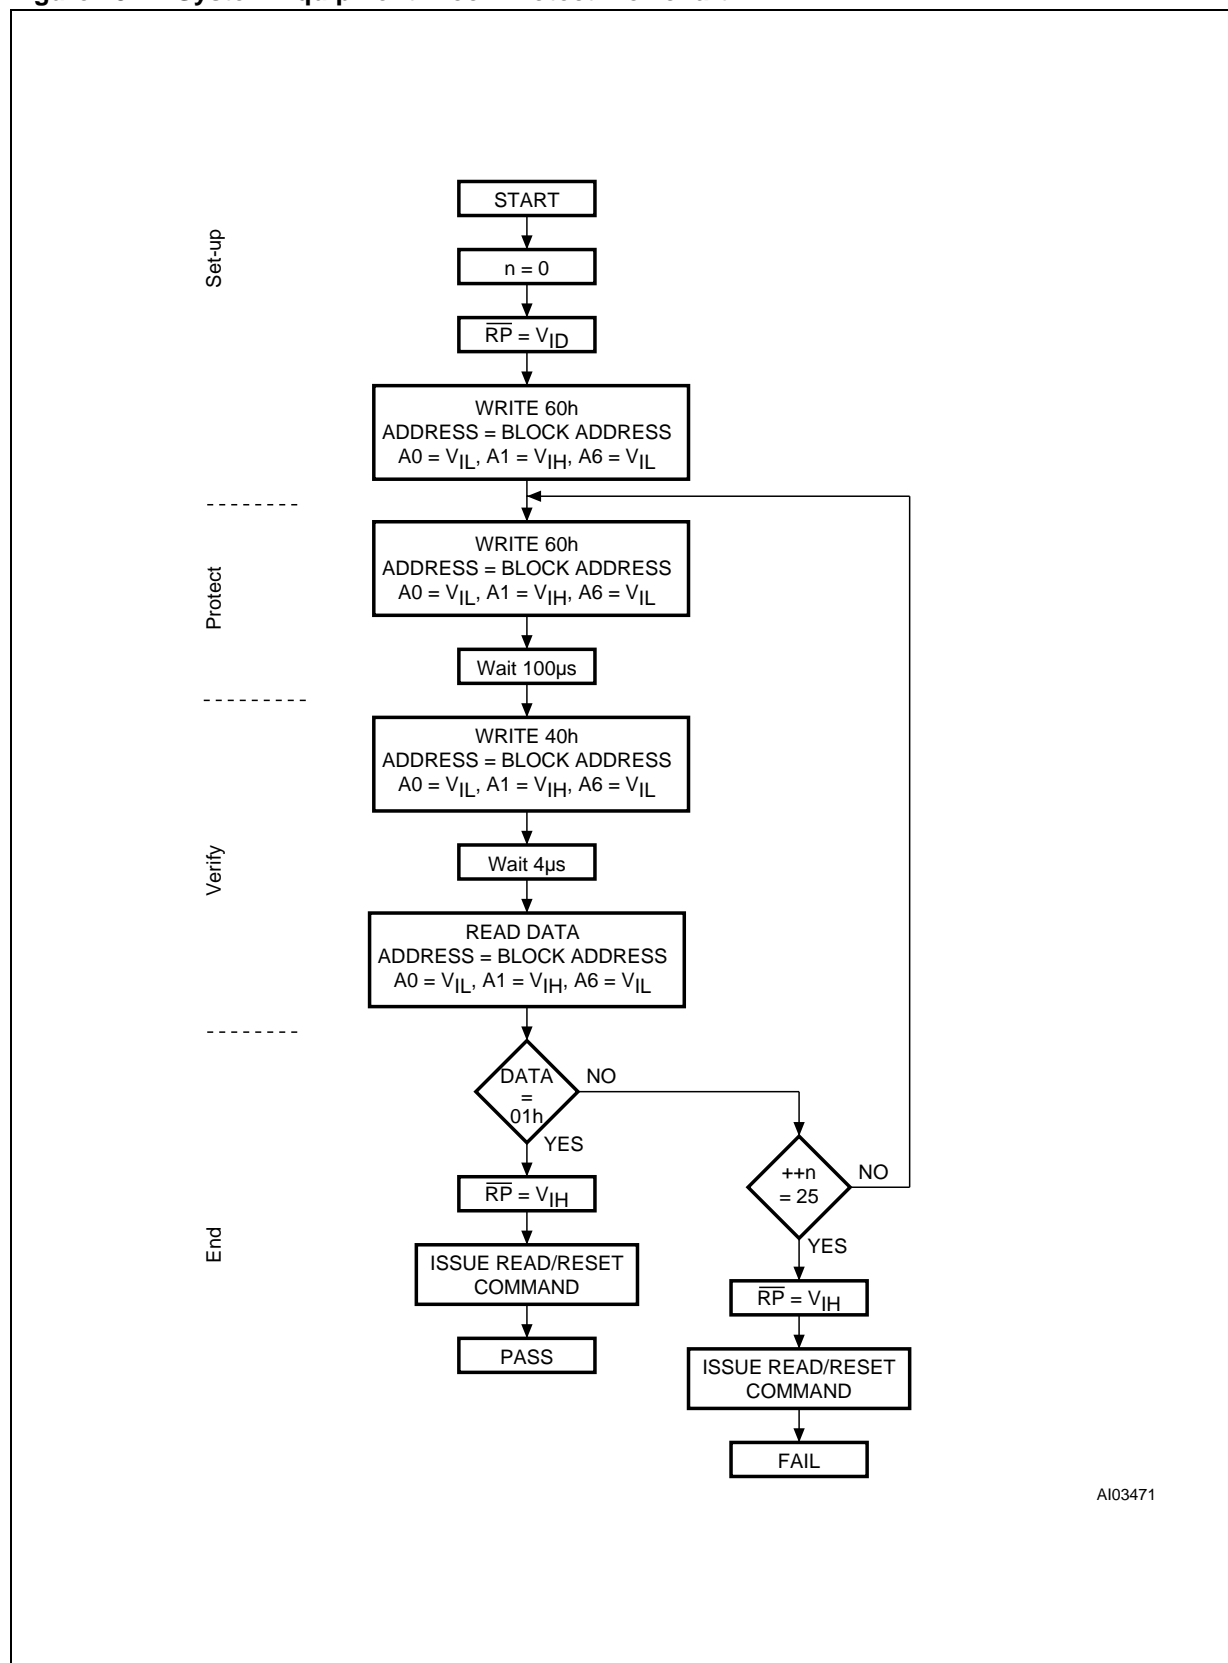 Set-up
START
n = 0
RP = VID
WRITE 60h
ADDRESS = BLOCK ADDRESS
A0 = VIL, A1 = VIH, A6 = VIL
Protect
WRITE 60h
ADDRESS = BLOCK ADDRESS
A0 = VIL, A1 = VIH, A6 = VIL
Wait 100µs
Verify
WRITE 40h
ADDRESS = BLOCK ADDRESS
A0 = VIL, A1 = VIH, A6 = VIL
Wait 4µs
READ DATA
ADDRESS = BLOCK ADDRESS
A0 = VIL, A1 = VIH, A6 = VIL
End
DATA
=
01h
NO
YES
RP = VIH
ISSUE READ/RESET
COMMAND
PASS
++n
= 25
NO
YES
RP = VIH
ISSUE READ/RESET
COMMAND
FAIL
AI03471